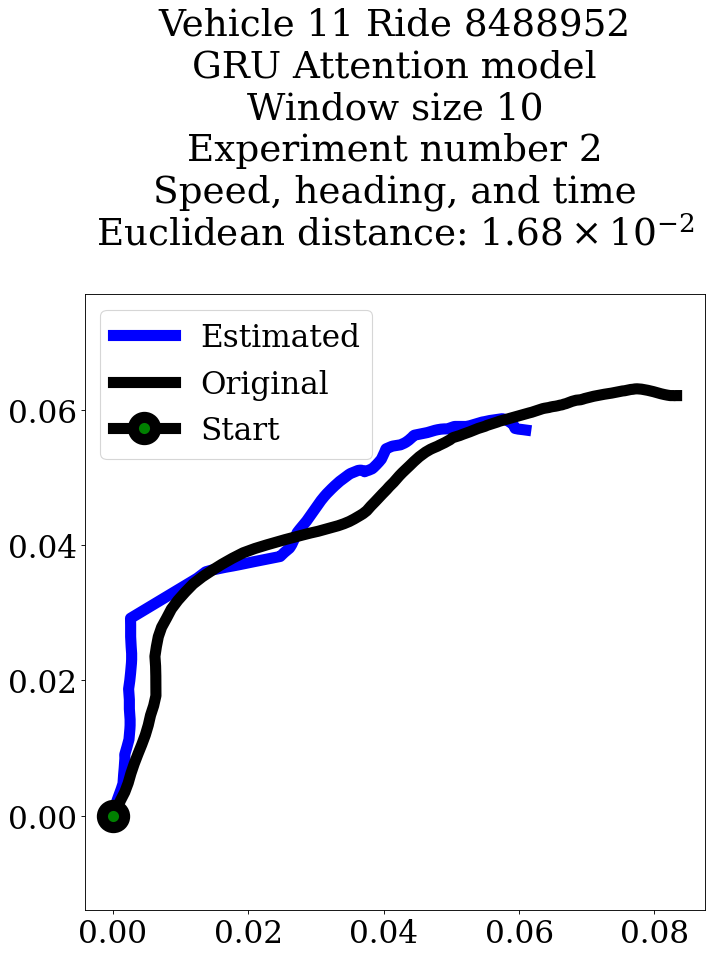 Vehicle 11 Ride 8488952
GRU Attention model
Window size 10
Experiment number 2
Speed, heading, and time
Euclidean distance: 1.68 × 10⁻²
Estimated
Original
Start
0.06
0.04
0.02
0.00
0.00 0.02 0.04 0.06 0.08